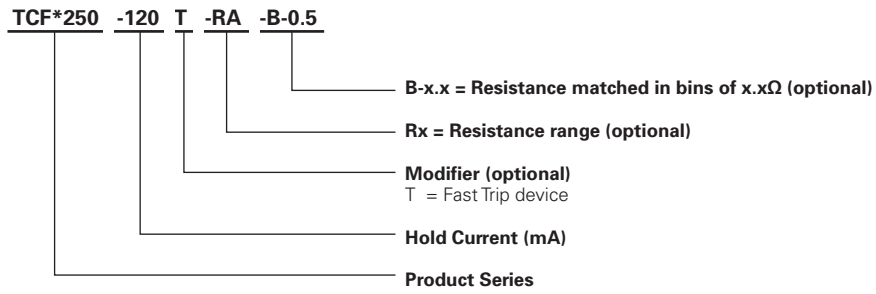 TCF*250 -120 T -RA -B-0.5
B-x.x = Resistance matched in bins of x.xΩ (optional)
Rx = Resistance range (optional)
Modifier (optional)
T = Fast Trip device
Hold Current (mA)
Product Series